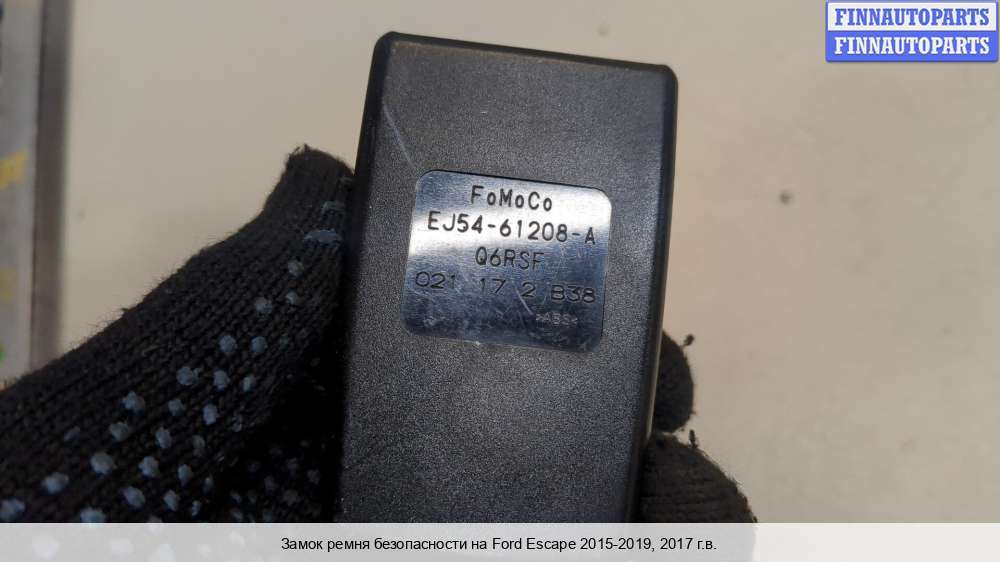 FINNAUTOPARTS
FINNAUTOPARTS
FoMoCo
EJ54-61208-A
Q6RSF
021 17 2 B38
>ABS<
Замок ремня безопасности на Ford Escape 2015-2019, 2017 г.в.